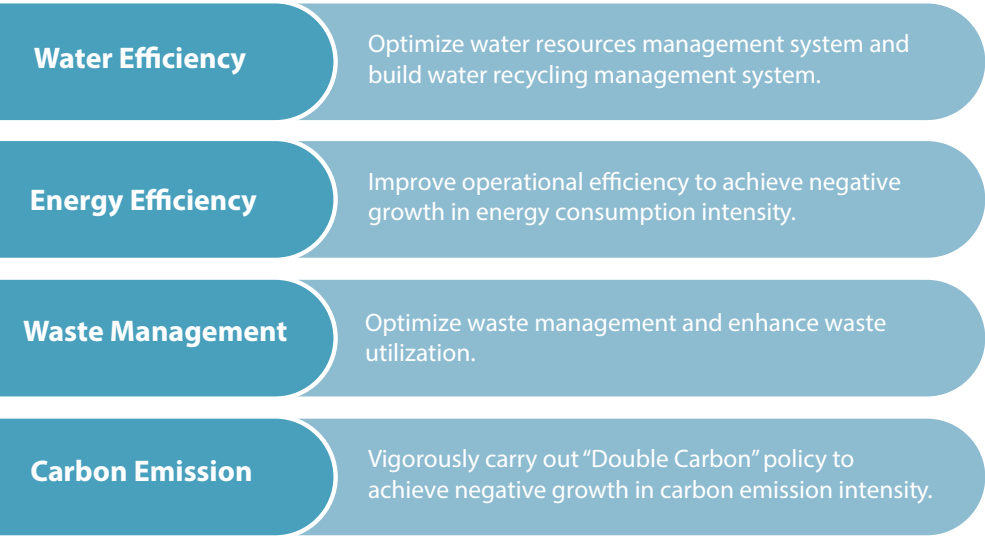 Water Efficiency
Optimize water resources management system and
build water recycling management system.
Energy Efficiency
Improve operational efficiency to achieve negative
growth in energy consumption intensity.
Waste Management
Optimize waste management and enhance waste
utilization.
Carbon Emission
Vigorously carry out “Double Carbon” policy to
achieve negative growth in carbon emission intensity.